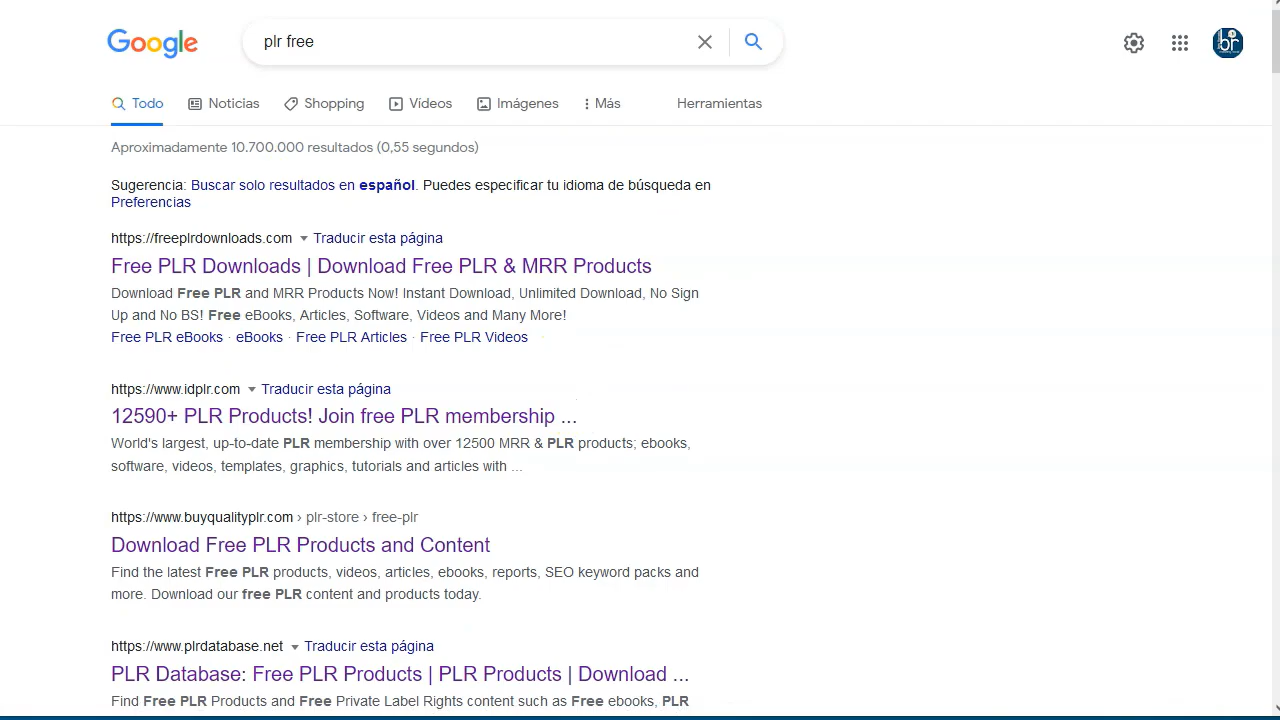 Google
plr free
Todo Noticias Shopping Vídeos Imágenes Más Herramientas
Aproximadamente 10.700.000 resultados (0,55 segundos)
Sugerencia: Buscar solo resultados en español. Puedes especificar tu idioma de búsqueda en
Preferencias
https://freeplrdownloads.com Traducir esta página
Free PLR Downloads | Download Free PLR & MRR Products
Download Free PLR and MRR Products Now! Instant Download, Unlimited Download, No Sign
Up and No BS! Free eBooks, Articles, Software, Videos and Many More!
Free PLR eBooks · eBooks · Free PLR Articles · Free PLR Videos
https://www.idplr.com Traducir esta página
12590+ PLR Products! Join free PLR membership ...
World's largest, up-to-date PLR membership with over 12500 MRR & PLR products; ebooks,
software, videos, templates, graphics, tutorials and articles with ...
https://www.buyqualityplr.com › plr-store › free-plr
Download Free PLR Products and Content
Find the latest Free PLR products, videos, articles, ebooks, reports, SEO keyword packs and
more. Download our free PLR content and products today.
https://www.plrdatabase.net Traducir esta página
PLR Database: Free PLR Products | PLR Products | Download ...
Find Free PLR Products and Free Private Label Rights content such as Free ebooks, PLR